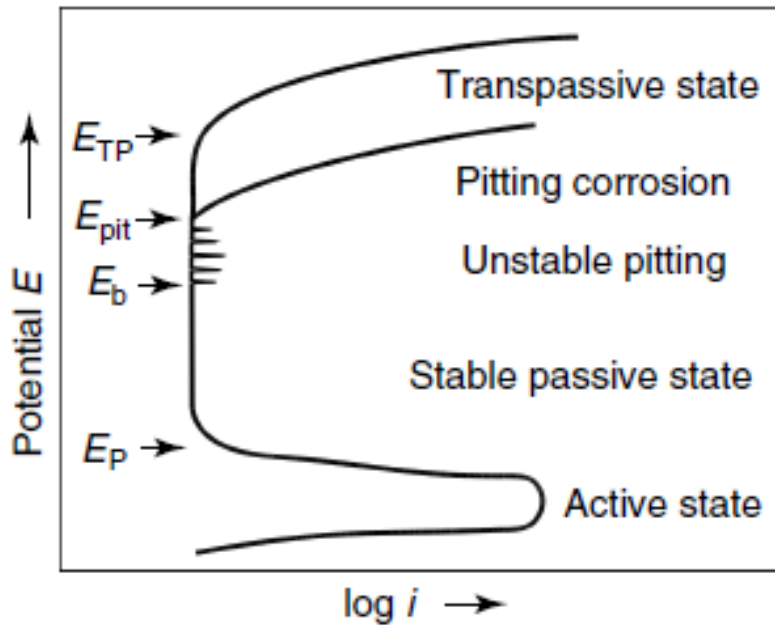 Transpassive state
E_TP
Pitting corrosion
E_pit
Unstable pitting
E_b
Stable passive state
E_P
Active state
Potential E
log i